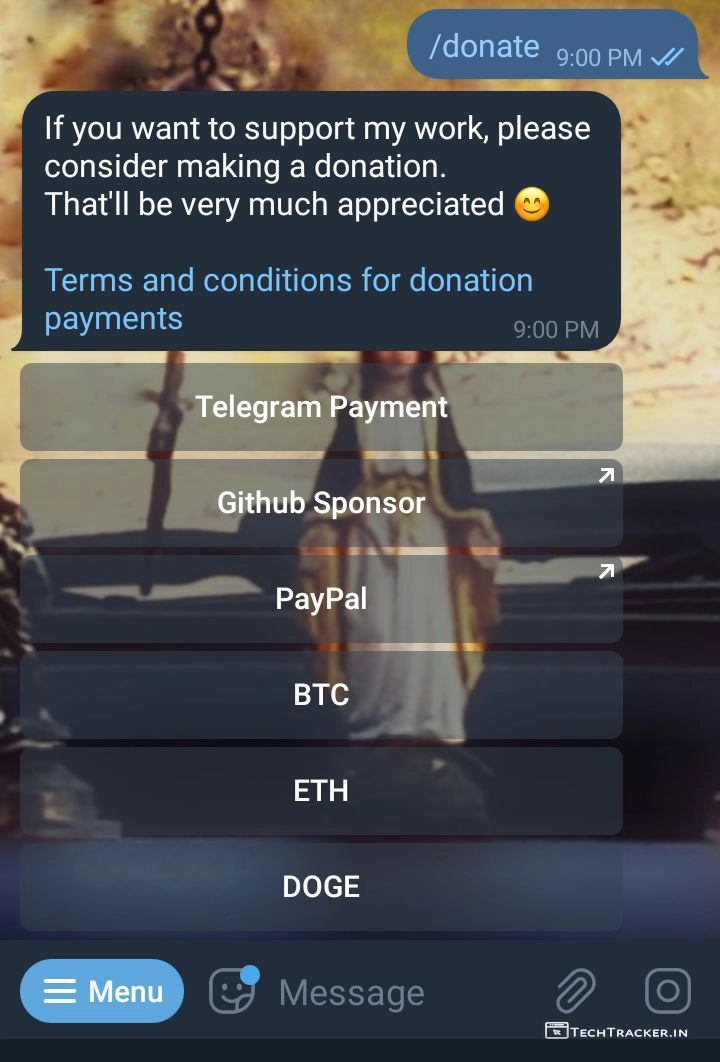 /donate 9:00 PM
If you want to support my work, please
consider making a donation.
That'll be very much appreciated 😊
Terms and conditions for donation
payments
9:00 PM
Telegram Payment
Github Sponsor
PayPal
BTC
ETH
DOGE
Menu Message
TECHTRACKER.IN